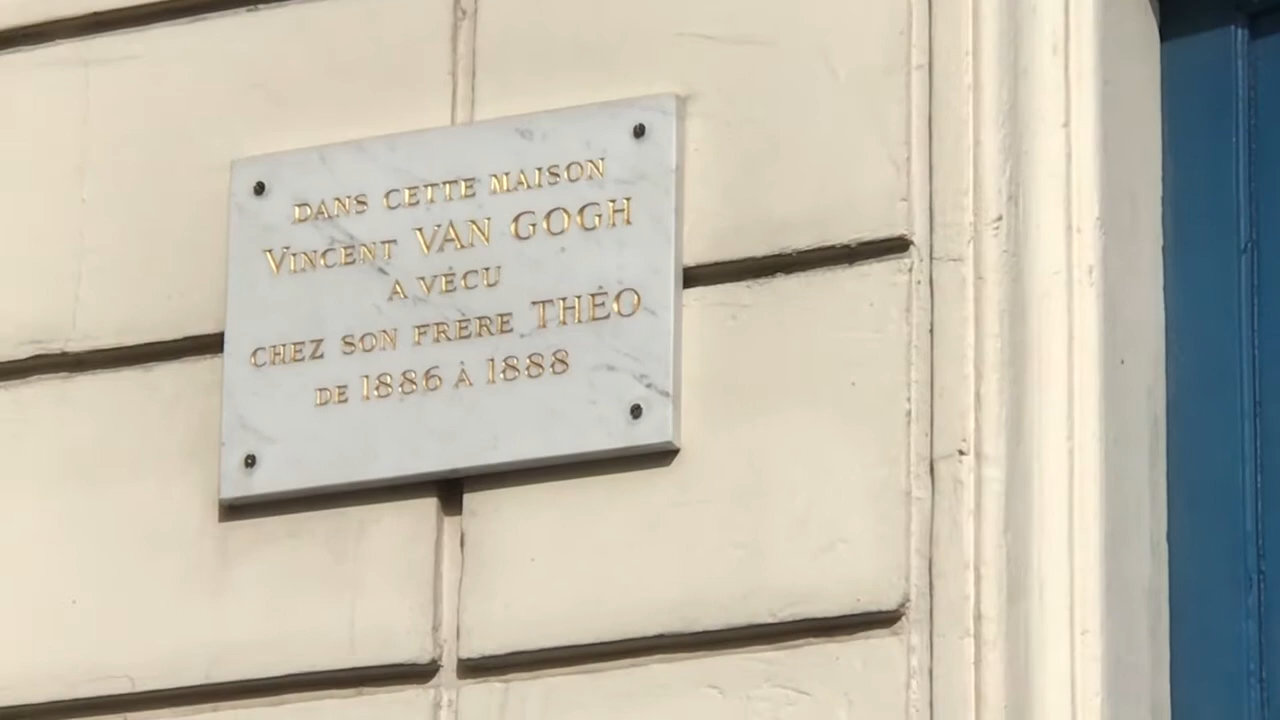 DANS CETTE MAISON
VINCENT VAN GOGH
A VÉCU
CHEZ SON FRÈRE THÉO
DE 1886 À 1888